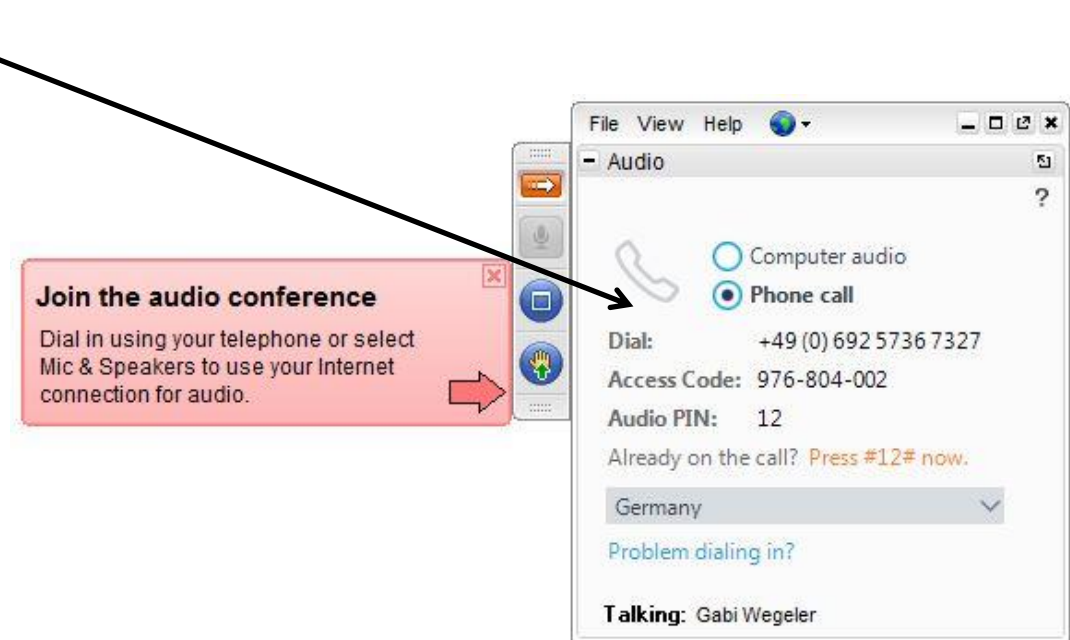 File View Help
Audio
?
Computer audio
Phone call
Join the audio conference
Dial in using your telephone or select
Mic & Speakers to use your Internet
connection for audio.
Dial: +49 (0) 692 5736 7327
Access Code: 976-804-002
Audio PIN: 12
Already on the call? Press #12# now.
Germany
Problem dialing in?
Talking: Gabi Wegeler